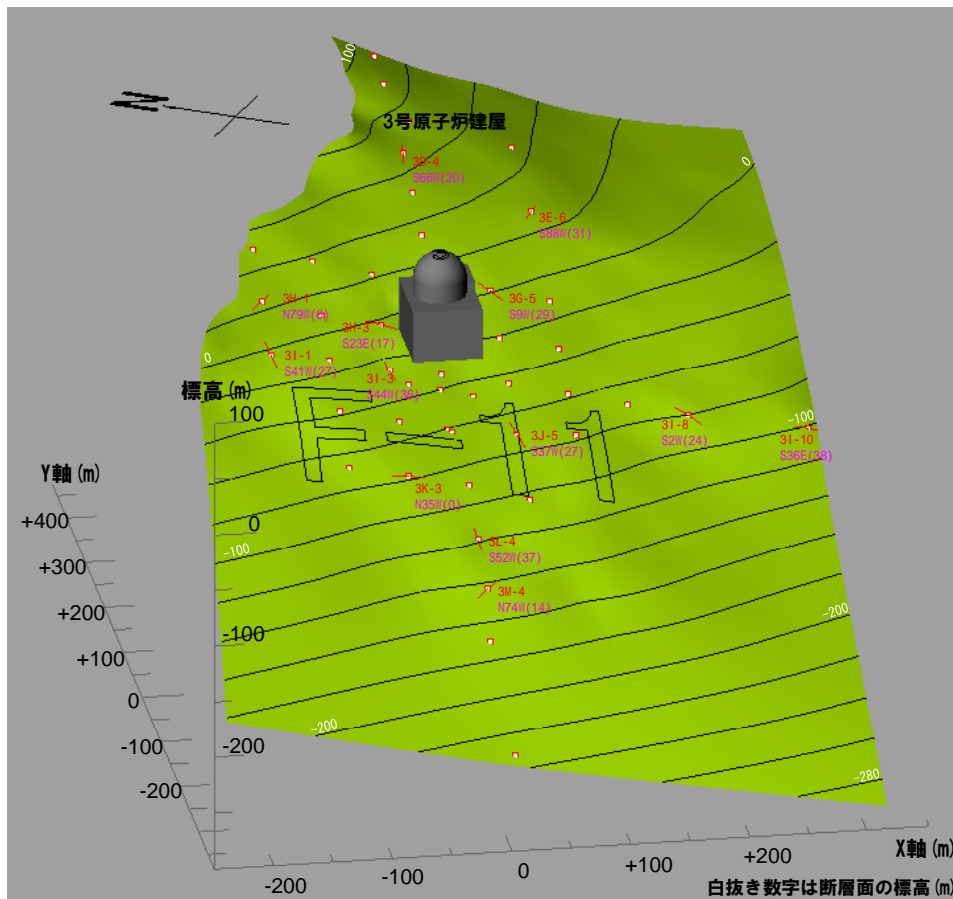 100
N
3号原子炉建屋
3D-4
S66W(20)
0
3E-6
S68W(31)
3G-5
S9W(29)
3H-1
N79W(9)
3H-3
S23E(17)
0
3I-1
S41W(27)
3I-3
S44W(36)
標高(m)
100
F-11
3I-8
S2W(24)
-100
3I-10
S36E(38)
3J-5
S37W(27)
Y軸(m)
3K-3
N35W(0)
+400
0
-100
3L-4
S52W(37)
+300
3M-4
N74W(14)
+200
-200
-100
+100
0
-200
-100
-200
-280
-200
X軸(m)
-200
-100
0
+100
+200
白抜き数字は断層面の標高(m)